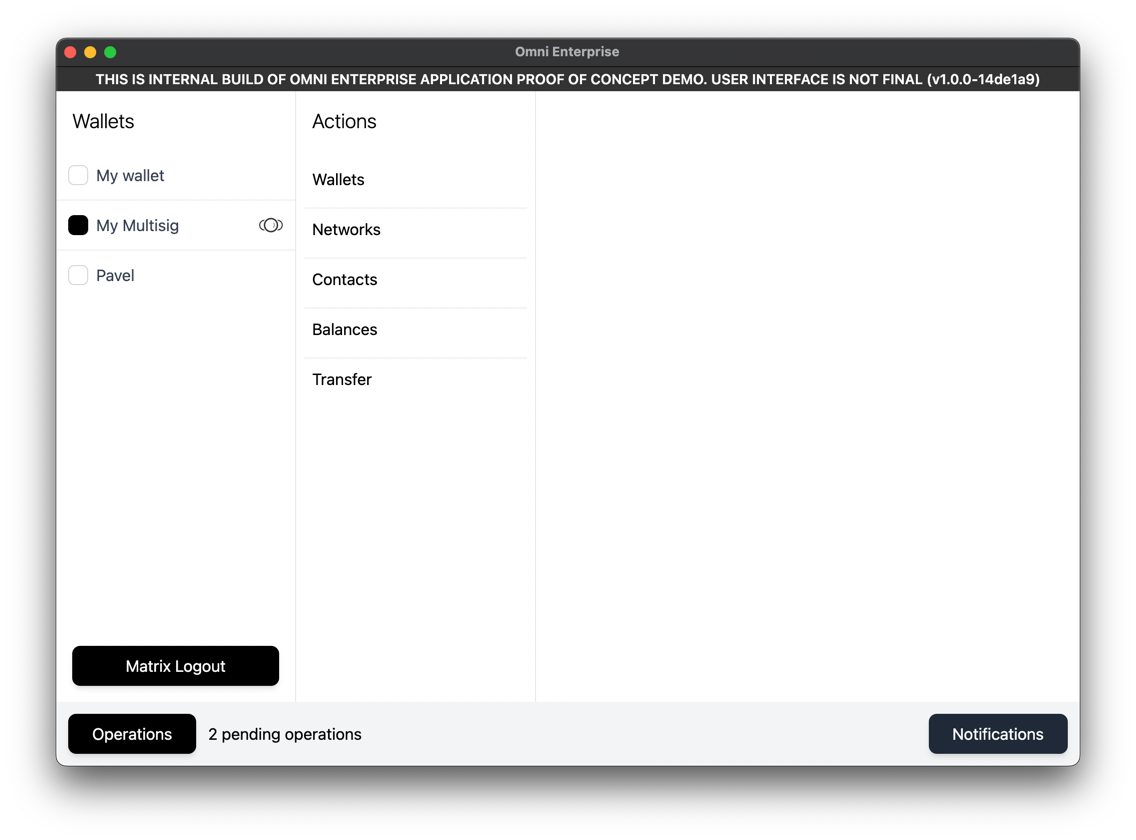 Omni Enterprise
THIS IS INTERNAL BUILD OF OMNI ENTERPRISE APPLICATION PROOF OF CONCEPT DEMO. USER INTERFACE IS NOT FINAL (v1.0.0-14de1a9)
Wallets
My wallet
My Multisig
Pavel
Matrix Logout
Actions
Wallets
Networks
Contacts
Balances
Transfer
Operations
2 pending operations
Notifications